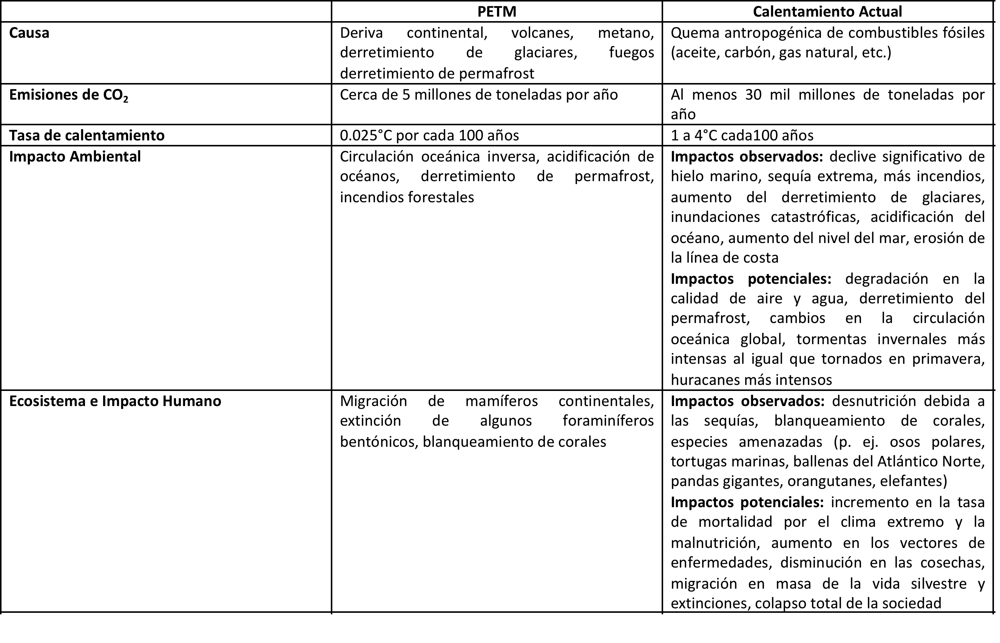 PETM
Calentamiento Actual
Causa
Deriva continental, volcanes, metano,
derretimiento de glaciares, fuegos
derretimiento de permafrost
Quema antropogénica de combustibles fósiles
(aceite, carbón, gas natural, etc.)
Emisiones de CO₂
Cerca de 5 millones de toneladas por año
Al menos 30 mil millones de toneladas por
año
Tasa de calentamiento
0.025°C por cada 100 años
1 a 4°C cada100 años
Impacto Ambiental
Circulación oceánica inversa, acidificación de
océanos, derretimiento de permafrost,
incendios forestales
Impactos observados: declive significativo de
hielo marino, sequía extrema, más incendios,
aumento del derretimiento de glaciares,
inundaciones catastróficas, acidificación del
océano, aumento del nivel del mar, erosión de
la línea de costa
Impactos potenciales: degradación en la
calidad de aire y agua, derretimiento del
permafrost, cambios en la circulación
oceánica global, tormentas invernales más
intensas al igual que tornados en primavera,
huracanes más intensos
Ecosistema e Impacto Humano
Migración de mamíferos continentales,
extinción de algunos foraminíferos
bentónicos, blanqueamiento de corales
Impactos observados: desnutrición debida a
las sequías, blanqueamiento de corales,
especies amenazadas (p. ej. osos polares,
tortugas marinas, ballenas del Atlántico Norte,
pandas gigantes, orangutanes, elefantes)
Impactos potenciales: incremento en la tasa
de mortalidad por el clima extremo y la
malnutrición, aumento en los vectores de
enfermedades, disminución en las cosechas,
migración en masa de la vida silvestre y
extinciones, colapso total de la sociedad